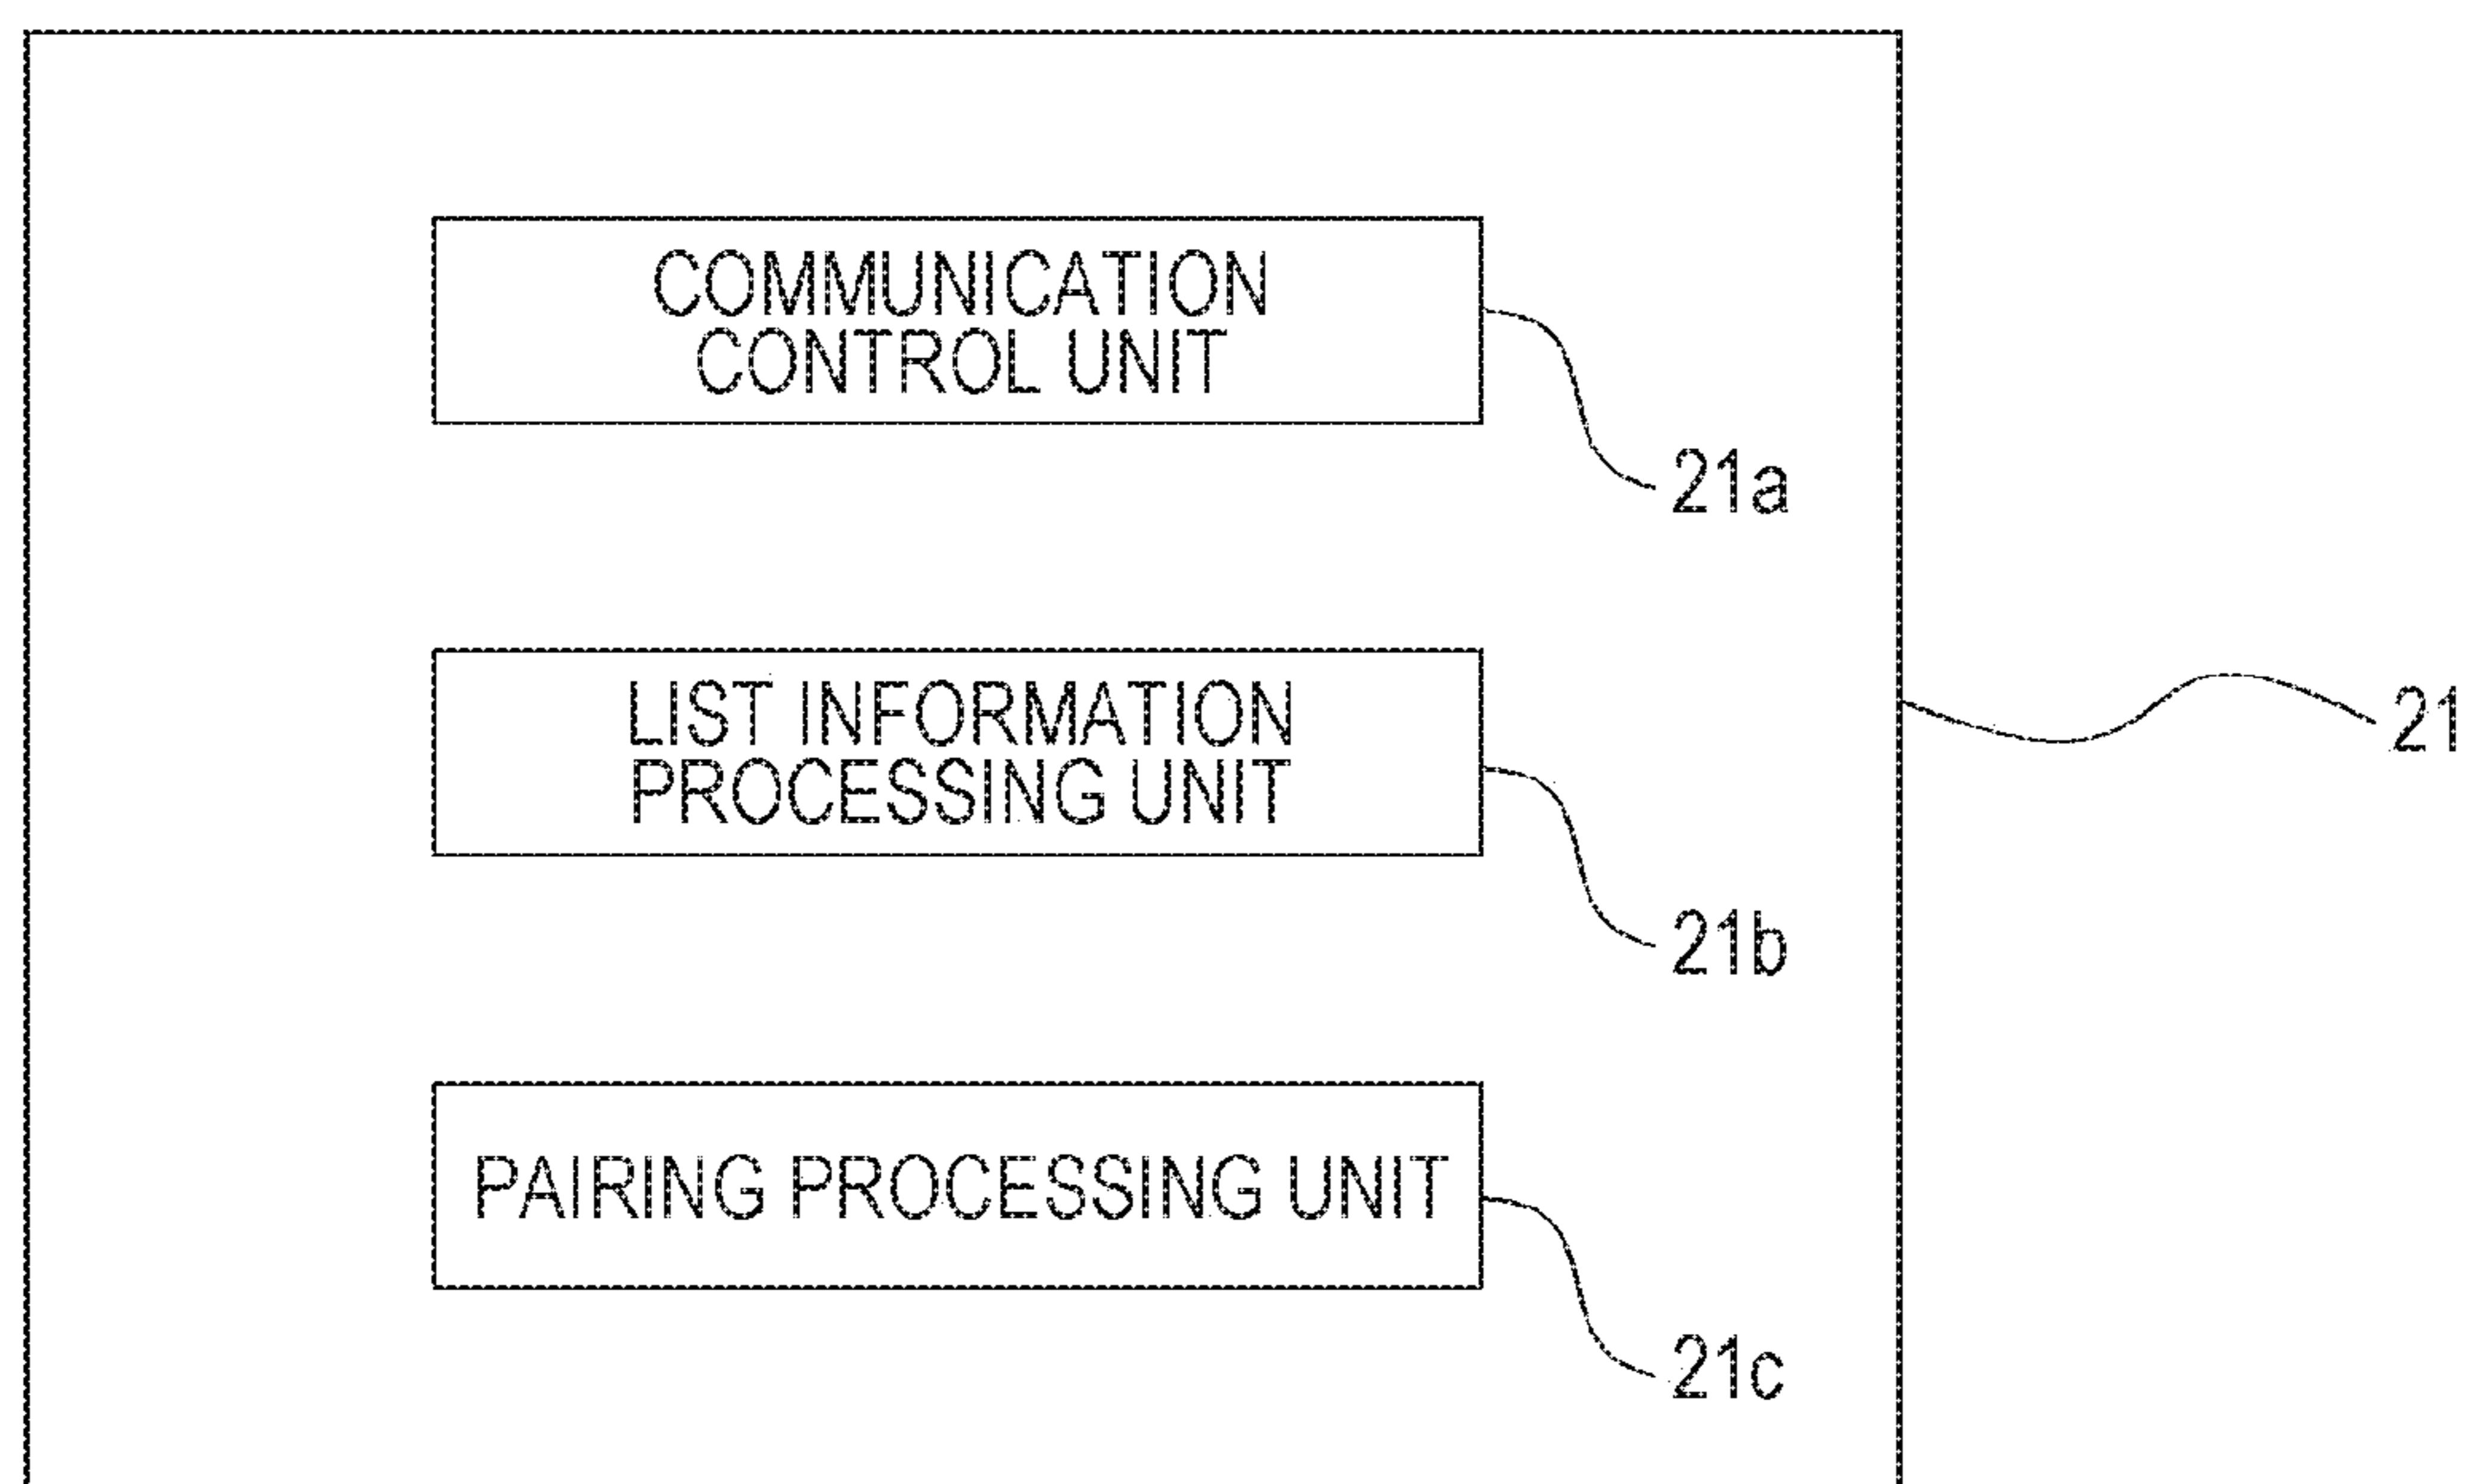 COMMUNICATION
CONTROL UNIT
21a
LIST INFORMATION
PROCESSING UNIT
21
21b
PAIRING PROCESSING UNIT
21c